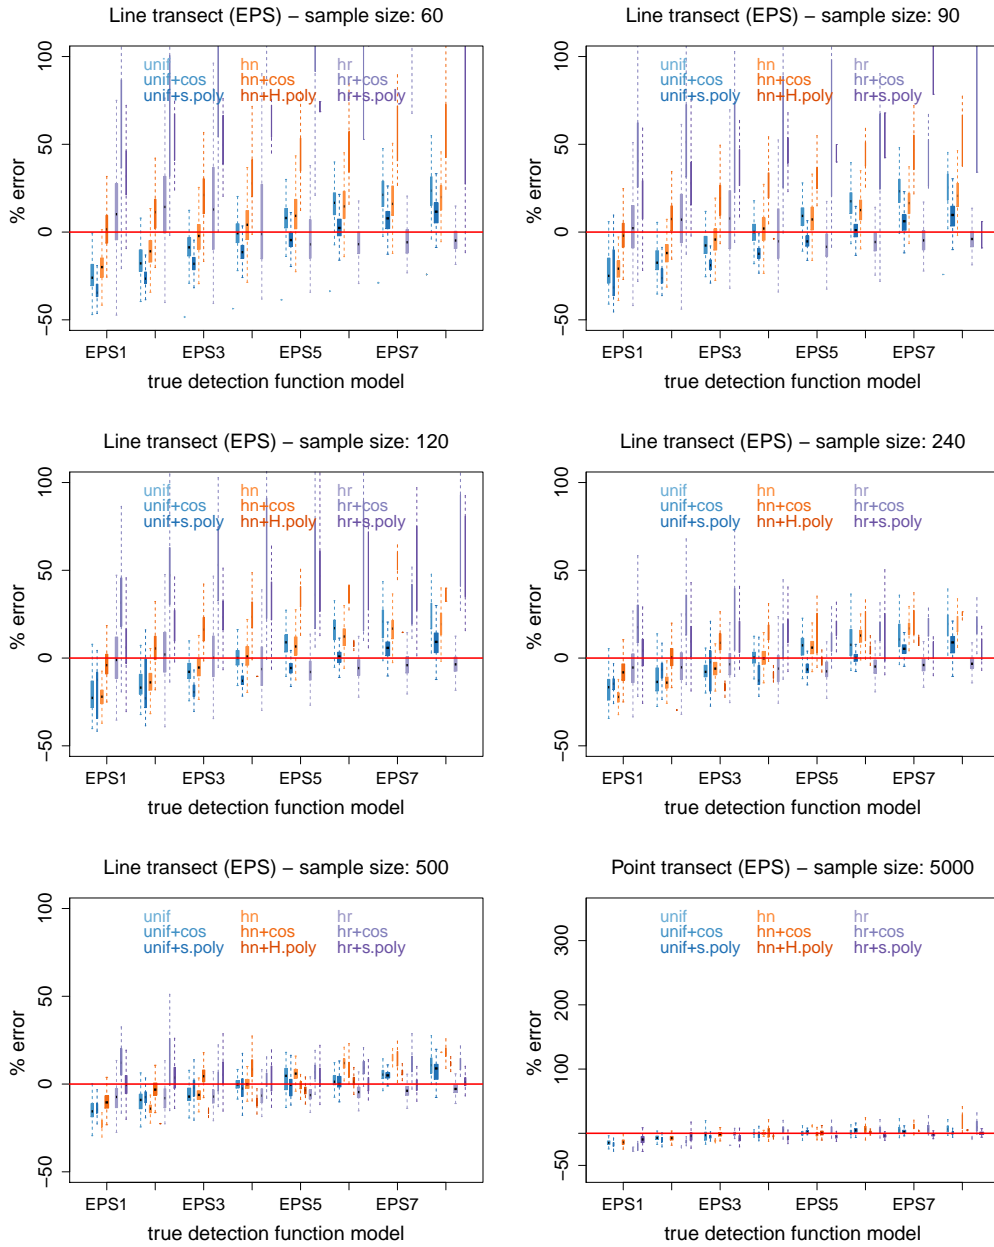 Line transect (EPS) − sample size: 60
100
50
0
−50
% error
unif
hn
hr
unif+cos
hn+cos
hr+cos
unif+s.poly
hn+H.poly
hr+s.poly
EPS1
EPS3
EPS5
EPS7
true detection function model
Line transect (EPS) − sample size: 90
100
50
0
−50
% error
unif
hn
hr
unif+cos
hn+cos
hr+cos
unif+s.poly
hn+H.poly
hr+s.poly
EPS1
EPS3
EPS5
EPS7
true detection function model
Line transect (EPS) − sample size: 120
100
50
0
−50
% error
unif
hn
hr
unif+cos
hn+cos
hr+cos
unif+s.poly
hn+H.poly
hr+s.poly
EPS1
EPS3
EPS5
EPS7
true detection function model
Line transect (EPS) − sample size: 240
100
50
0
−50
% error
unif
hn
hr
unif+cos
hn+cos
hr+cos
unif+s.poly
hn+H.poly
hr+s.poly
EPS1
EPS3
EPS5
EPS7
true detection function model
Line transect (EPS) − sample size: 500
100
50
0
−50
% error
unif
hn
hr
unif+cos
hn+cos
hr+cos
unif+s.poly
hn+H.poly
hr+s.poly
EPS1
EPS3
EPS5
EPS7
true detection function model
Point transect (EPS) − sample size: 5000
300
200
100
−50
% error
unif
hn
hr
unif+cos
hn+cos
hr+cos
unif+s.poly
hn+H.poly
hr+s.poly
EPS1
EPS3
EPS5
EPS7
true detection function model